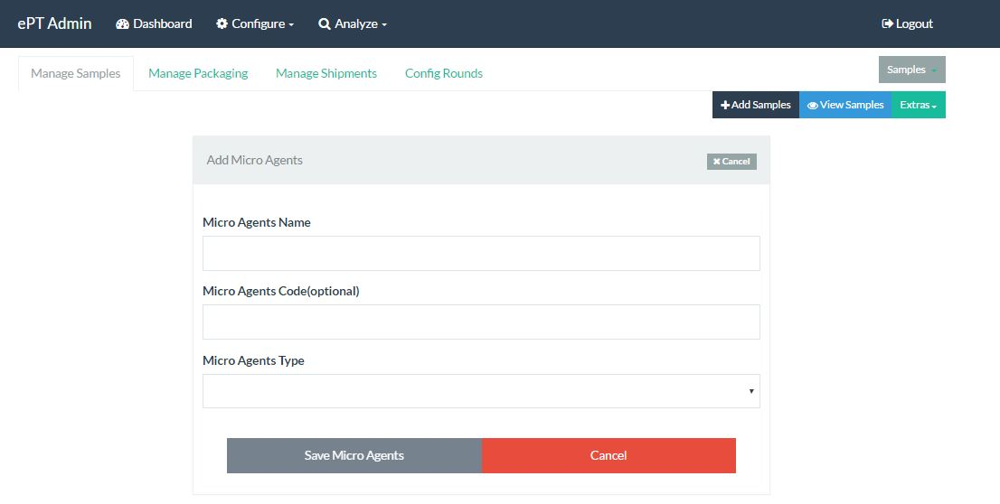 ePT Admin Dashboard Configure Analyze Logout
Manage Samples Manage Packaging Manage Shipments Config Rounds Samples
Add Samples View Samples Extras
Add Micro Agents Cancel
Micro Agents Name
Micro Agents Code(optional)
Micro Agents Type
Save Micro Agents Cancel